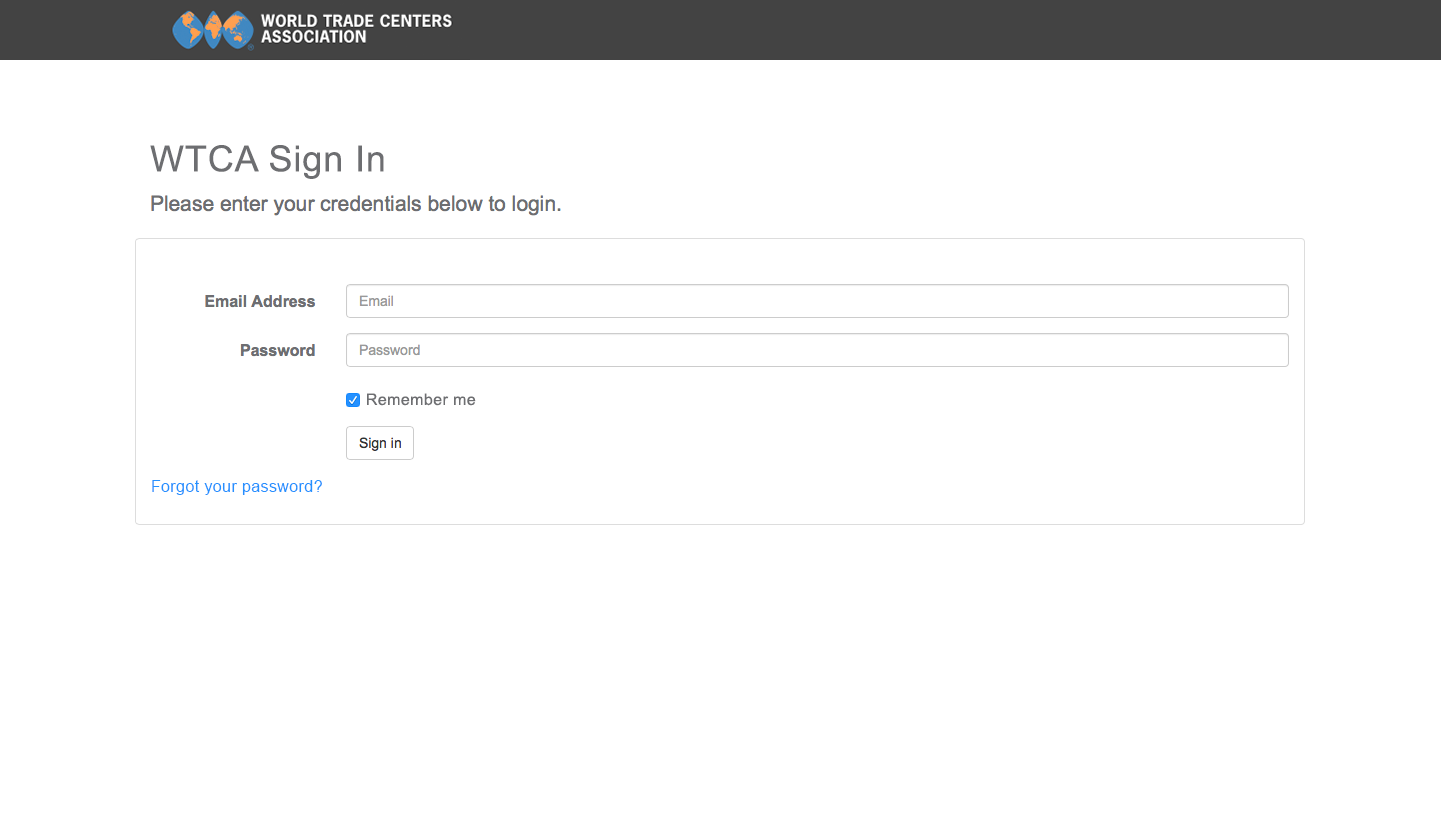 WORLD TRADE CENTERS
ASSOCIATION
WTCA Sign In
Please enter your credentials below to login.
Email Address
Email
Password
Password
Remember me
Sign in
Forgot your password?